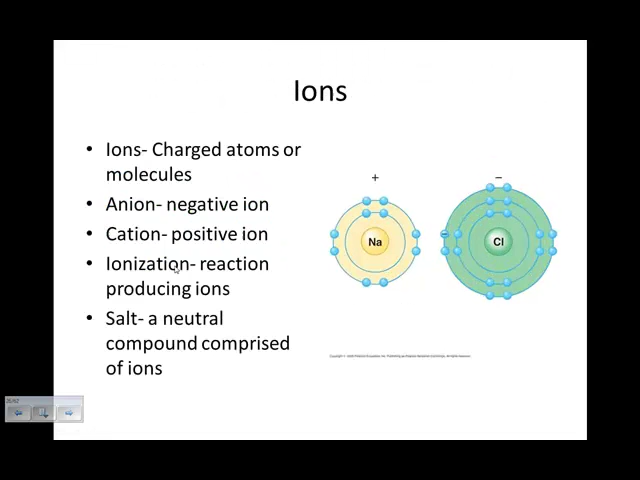 Ions
• Ions- Charged atoms or
molecules
• Anion- negative ion
• Cation- positive ion
• Ionization- reaction
producing ions
• Salt- a neutral
compound comprised
of ions
+
−
Na
Cl